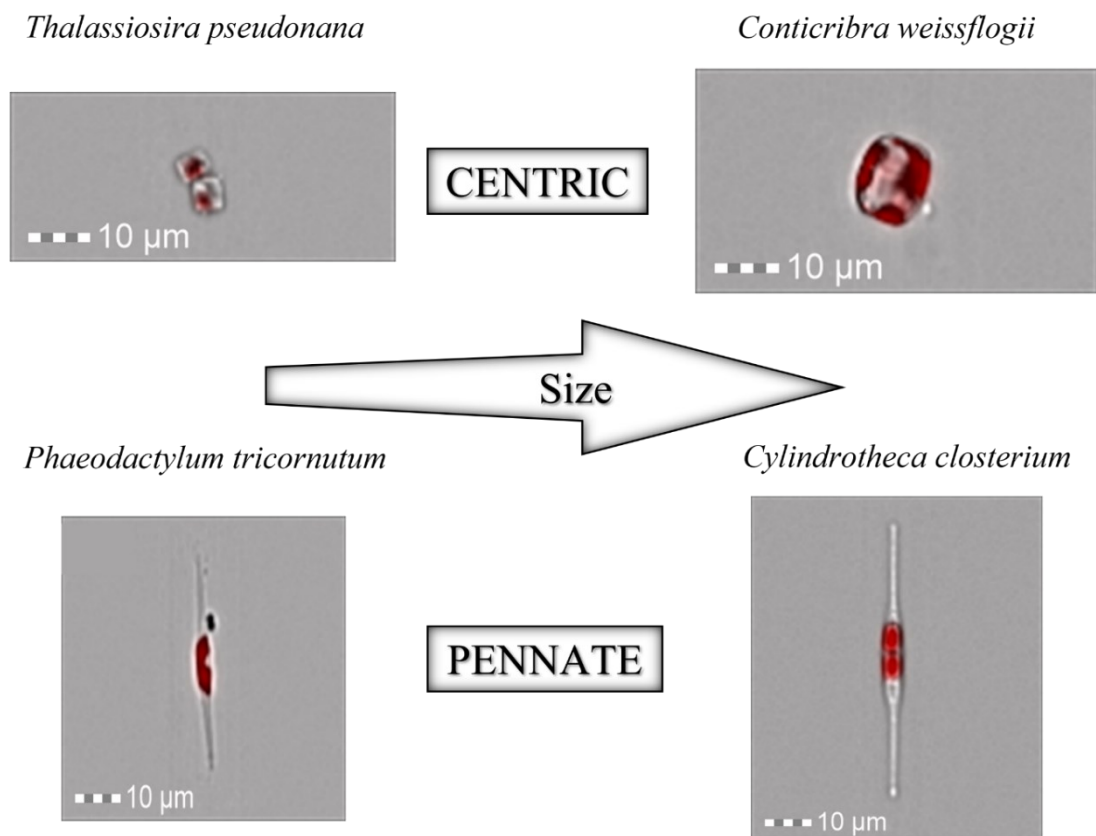 Thalassiosira pseudonana
Conticribra weissflogii
CENTRIC
10 µm
10 µm
Size
Phaeodactylum tricornutum
Cylindrotheca closterium
PENNATE
10 µm
10 µm